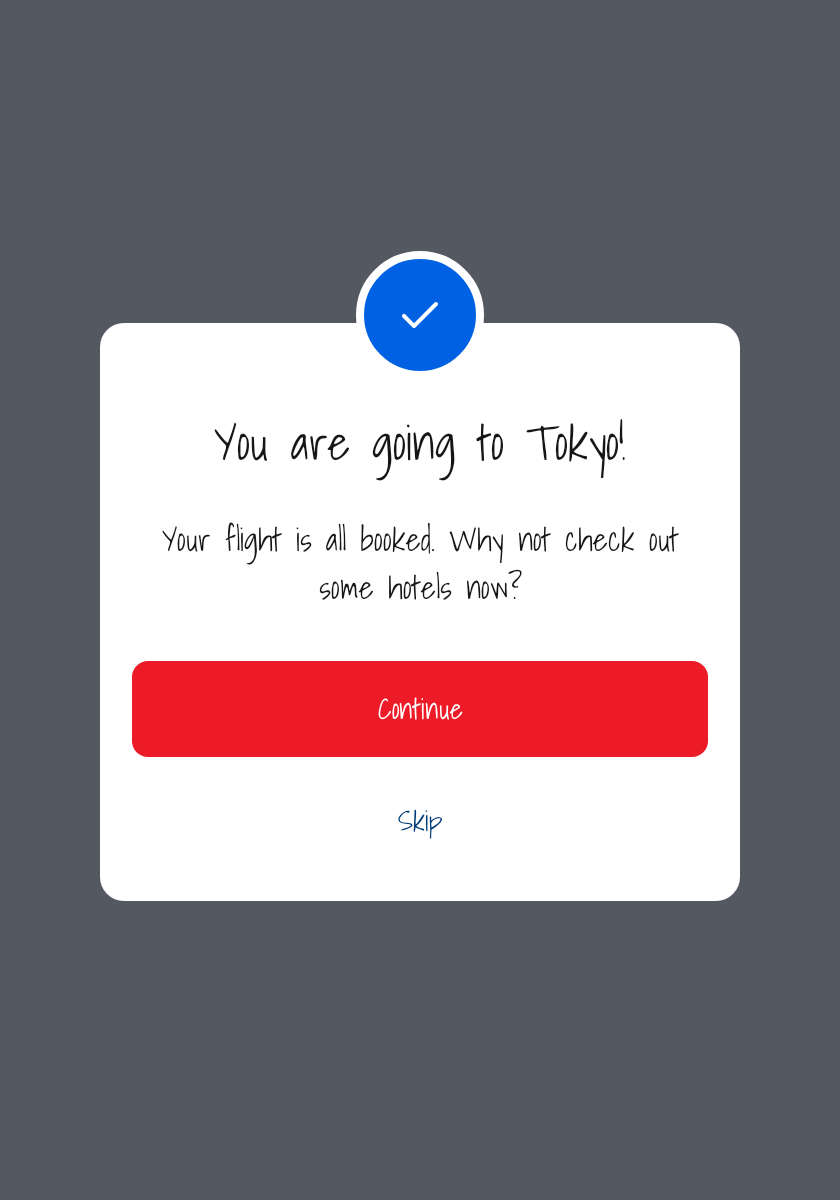 You are going to Tokyo!
Your flight is all booked. Why not check out
some hotels now?
Continue
Skip